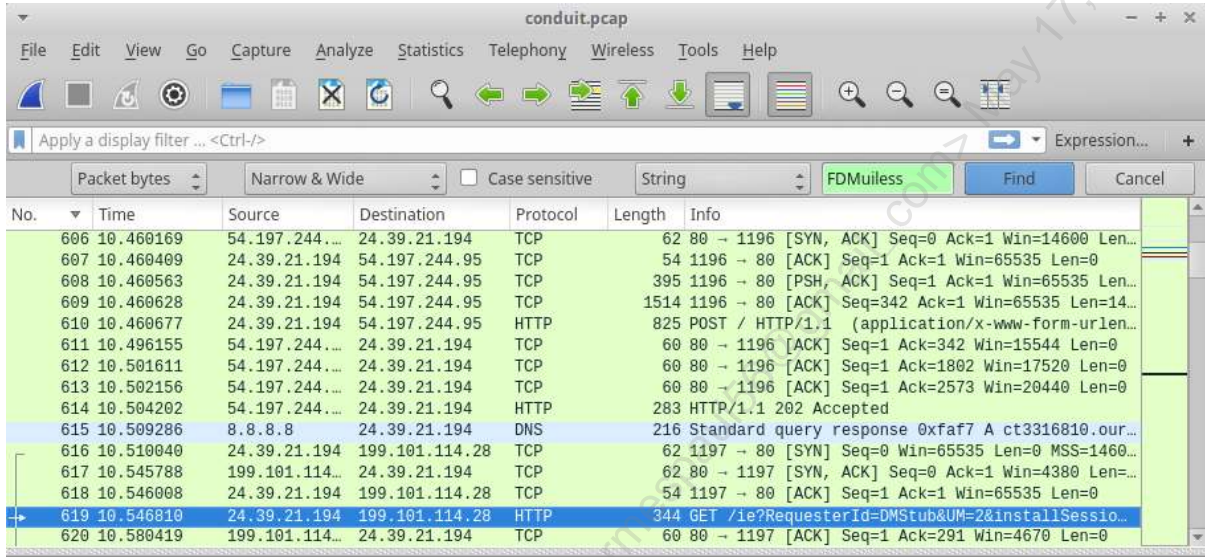 conduit.pcap
File Edit View Go Capture Analyze Statistics Telephony Wireless Tools Help
Apply a display filter ... <Ctrl-/> Expression... +
Packet bytes Narrow & Wide Case sensitive String FDMuiless Find Cancel
No. Time Source Destination Protocol Length Info
606 10.460169 54.197.244.… 24.39.21.194 TCP 62 80 → 1196 [SYN, ACK] Seq=0 Ack=1 Win=14600 Len…
607 10.460409 24.39.21.194 54.197.244.95 TCP 54 1196 → 80 [ACK] Seq=1 Ack=1 Win=65535 Len=0
608 10.460563 24.39.21.194 54.197.244.95 TCP 395 1196 → 80 [PSH, ACK] Seq=1 Ack=1 Win=65535 Len…
609 10.460628 24.39.21.194 54.197.244.95 TCP 1514 1196 → 80 [ACK] Seq=342 Ack=1 Win=65535 Len=14…
610 10.460677 24.39.21.194 54.197.244.95 HTTP 825 POST / HTTP/1.1 (application/x-www-form-urlen…
611 10.496155 54.197.244.… 24.39.21.194 TCP 60 80 → 1196 [ACK] Seq=1 Ack=342 Win=15544 Len=0
612 10.501611 54.197.244.… 24.39.21.194 TCP 60 80 → 1196 [ACK] Seq=1 Ack=1802 Win=17520 Len=0
613 10.502156 54.197.244.… 24.39.21.194 TCP 60 80 → 1196 [ACK] Seq=1 Ack=2573 Win=20440 Len=0
614 10.504202 54.197.244.… 24.39.21.194 HTTP 283 HTTP/1.1 202 Accepted
615 10.509286 8.8.8.8 24.39.21.194 DNS 216 Standard query response 0xfaf7 A ct3316810.our…
616 10.510040 24.39.21.194 199.101.114.28 TCP 62 1197 → 80 [SYN] Seq=0 Win=65535 Len=0 MSS=1460…
617 10.545788 199.101.114… 24.39.21.194 TCP 62 80 → 1197 [SYN, ACK] Seq=0 Ack=1 Win=4380 Len=…
618 10.546008 24.39.21.194 199.101.114.28 TCP 54 1197 → 80 [ACK] Seq=1 Ack=1 Win=65535 Len=0
619 10.546810 24.39.21.194 199.101.114.28 HTTP 344 GET /ie?RequesterId=DMStub&UM=2&installSessio…
620 10.580419 199.101.114… 24.39.21.194 TCP 60 80 → 1197 [ACK] Seq=1 Ack=291 Win=4670 Len=0